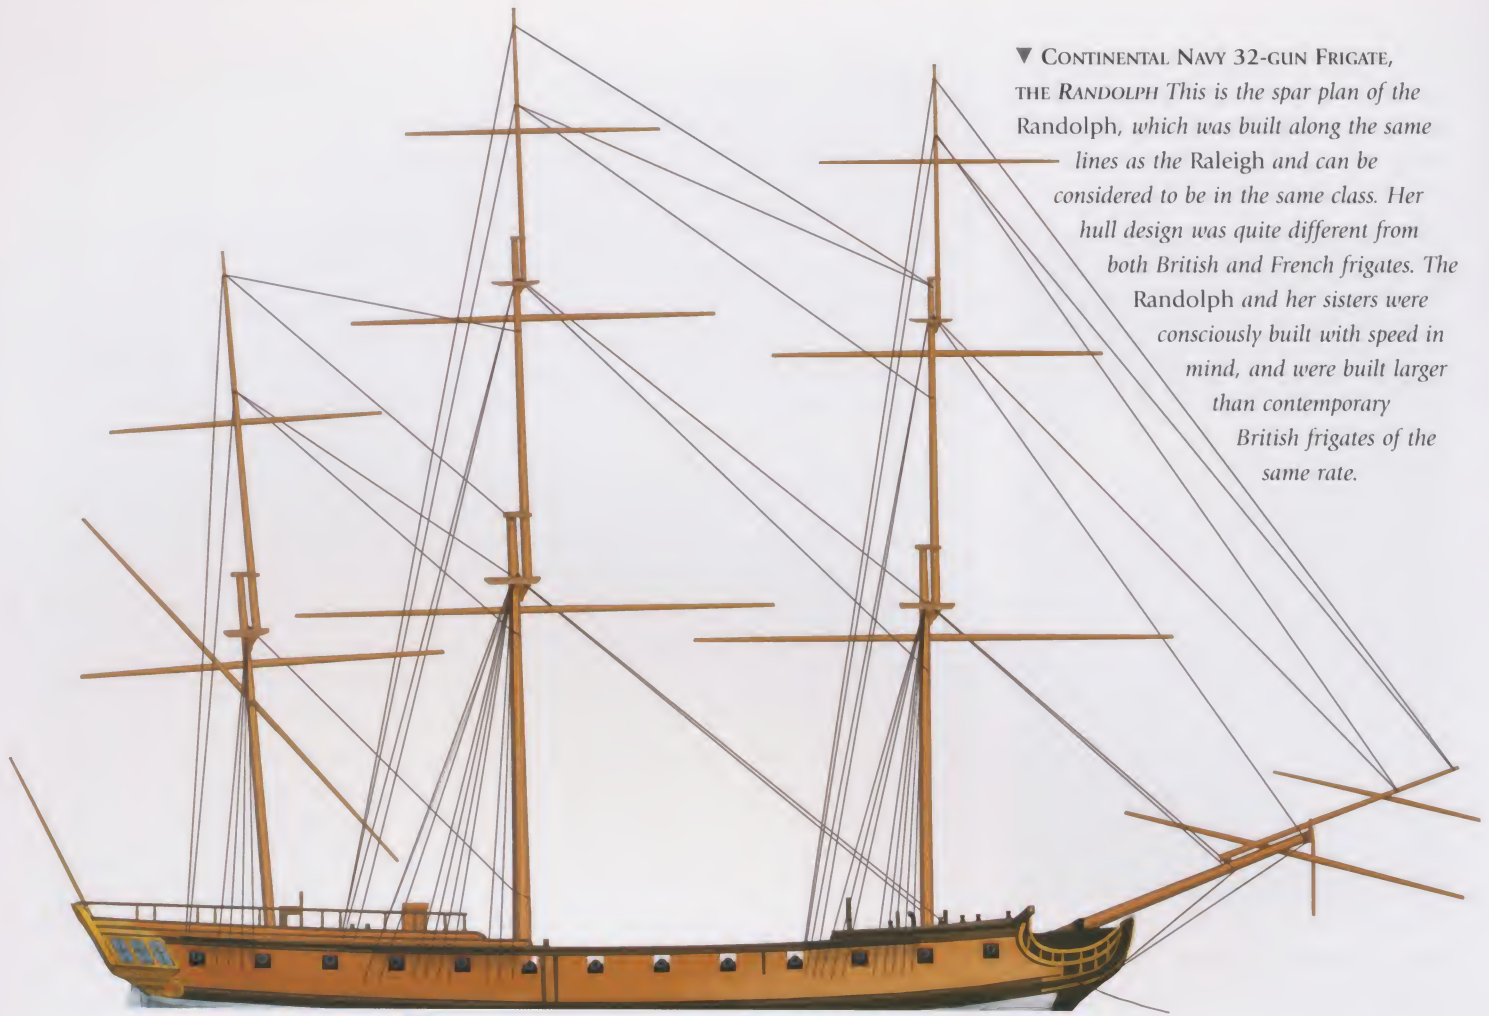 ▼ CONTINENTAL NAVY 32-GUN FRIGATE,
THE RANDOLPH This is the spar plan of the
Randolph, which was built along the same
lines as the Raleigh and can be
considered to be in the same class. Her
hull design was quite different from
both British and French frigates. The
Randolph and her sisters were
consciously built with speed in
mind, and were built larger
than contemporary
British frigates of the
same rate.